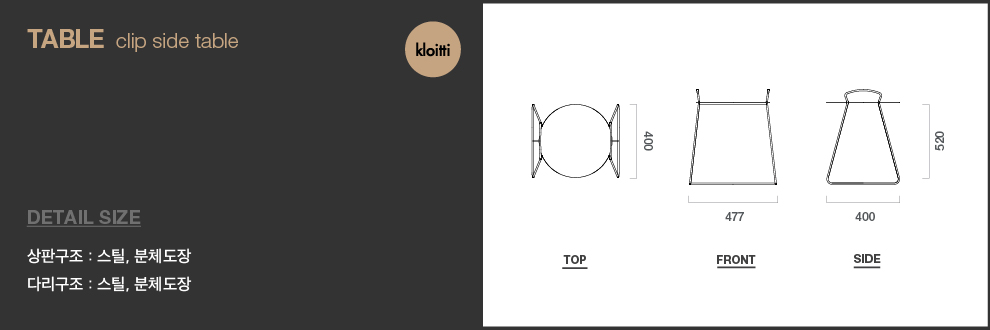 TABLE clip side table
kloitti
DETAIL SIZE
상판구조 : 스틸, 분체도장
다리구조 : 스틸, 분체도장
400
520
477
400
TOP
FRONT
SIDE